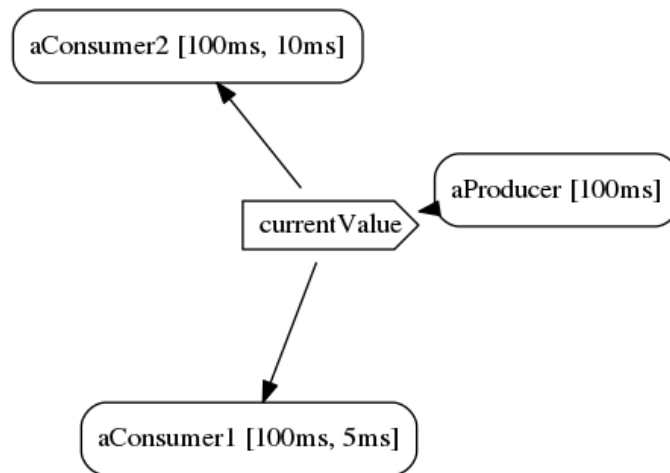 aConsumer2 [100ms, 10ms]
aProducer [100ms]
currentValue
aConsumer1 [100ms, 5ms]